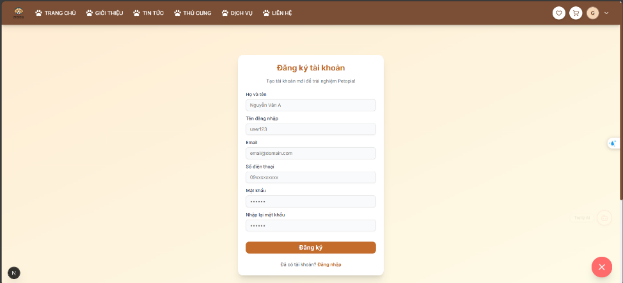 TRANG CHỦ
GIỚI THIỆU
TIN TỨC
THÚ CƯNG
DỊCH VỤ
LIÊN HỆ
G
Đăng ký tài khoản
Tạo tài khoản mới để trải nghiệm Petopia!
Họ và tên
Nguyễn Văn A
Tên đăng nhập
user123
Email
email@gmail.com
Số điện thoại
09xxxxxxxx
Mật khẩu
••••••
Nhập lại mật khẩu
••••••
Đăng ký
Đã có tài khoản? Đăng nhập
N